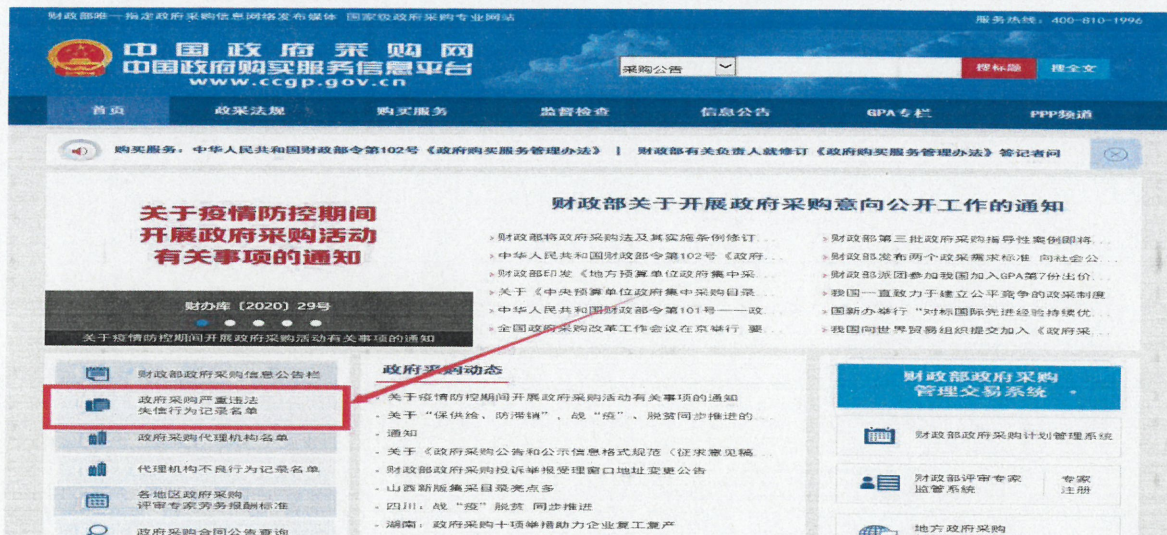 财政部唯一指定政府采购信息网络发布媒体 国家级政府采购专业网站
服务热线：400-810-1996
中国政府采购网
中国政府购买服务信息平台
www.ccgp.gov.cn
采购公告
搜标题
搜全文
首页
政采法规
购买服务
监督检查
信息公告
GPA专栏
PPP频道
购买服务：中华人民共和国财政部令第102号《政府购买服务管理办法》 | 财政部有关负责人就修订《政府购买服务管理办法》答记者问
关于疫情防控期间
开展政府采购活动
有关事项的通知
财办库〔2020〕29号
关于疫情防控期间开展政府采购活动有关事项的通知
财政部关于开展政府采购意向公开工作的通知
财政部将政府采购法及其实施条例修订...
中华人民共和国财政部令第102号《政府...
财政部印发《地方预算单位政府集中采...
关于《中央预算单位政府集中采购目录...
中华人民共和国财政部令第101号——政...
全国政府采购改革工作会议在京举行 要...
财政部第三批政府采购指导性案例即将...
财政部发布两个政采需求标准 向社会公...
财政部派团参加我国加入GPA第7份出价...
我国一直致力于建立公平竞争的政采制度
国新办举行“对标国际先进经验持续优...
我国向世界贸易组织提交加入《政府采...
财政部政府采购信息公告栏
政府采购严重违法
失信行为记录名单
政府采购代理机构名单
代理机构不良行为记录名单
各地区政府采购
评审专家劳务报酬标准
政府采购合同公告查询
政府采购动态
关于疫情防控期间开展政府采购活动有关事项的通知
关于“保供给、防滞销”，战“疫”、脱贫同步推进的...
通知
关于《政府采购公告和公示信息格式规范（征求意见稿...
财政部政府采购投诉举报受理窗口地址变更公告
山西新版集采目录亮点多
四川：战“疫”脱贫 同步推进
湖南：政府采购十项举措助力企业复工复产
财政部政府采购
管理交易系统
财政部政府采购计划管理系统
财政部评审专家
监管系统
专家
注册
地方政府采购